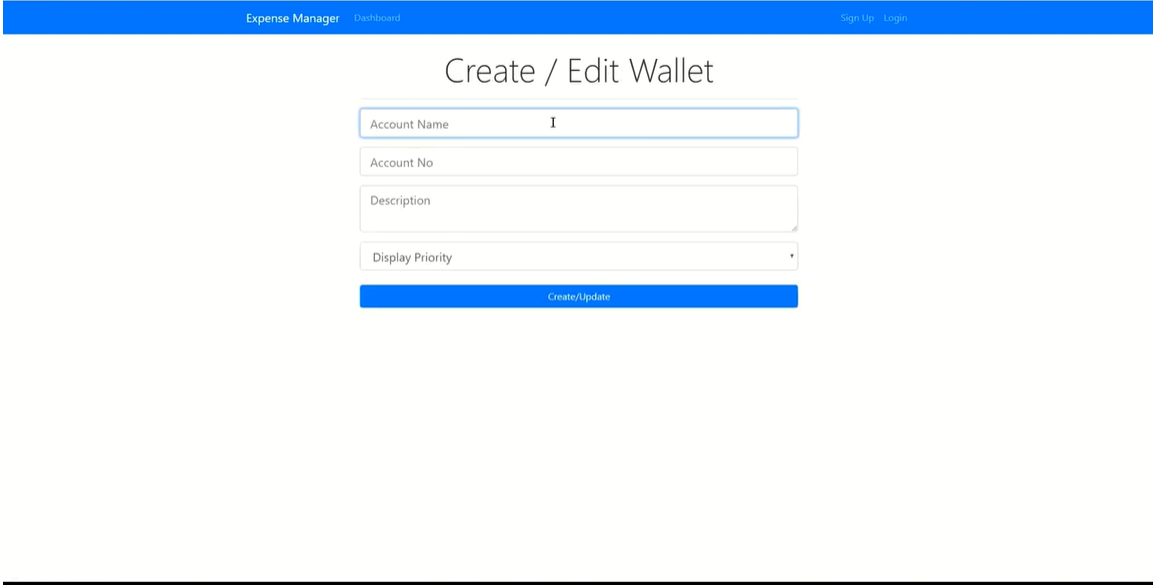 Expense Manager Dashboard Sign Up Login
Create / Edit Wallet
Account Name
Account No
Description
Display Priority
Create/Update